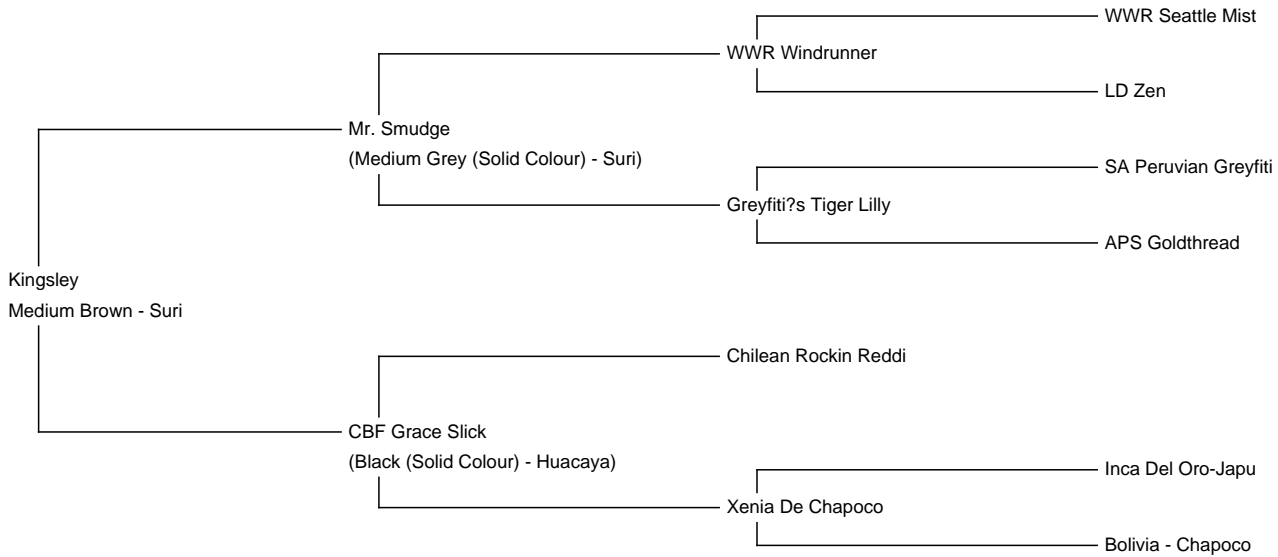 WWR Seattle Mist
WWR Windrunner
LD Zen
Mr. Smudge
(Medium Grey (Solid Colour) - Suri)
SA Peruvian Greyfiti
Greyfiti?s Tiger Lilly
APS Goldthread
Kingsley
Medium Brown - Suri
Chilean Rockin Reddi
CBF Grace Slick
(Black (Solid Colour) - Huacaya)
Inca Del Oro-Japu
Xenia De Chapoco
Bolivia - Chapoco